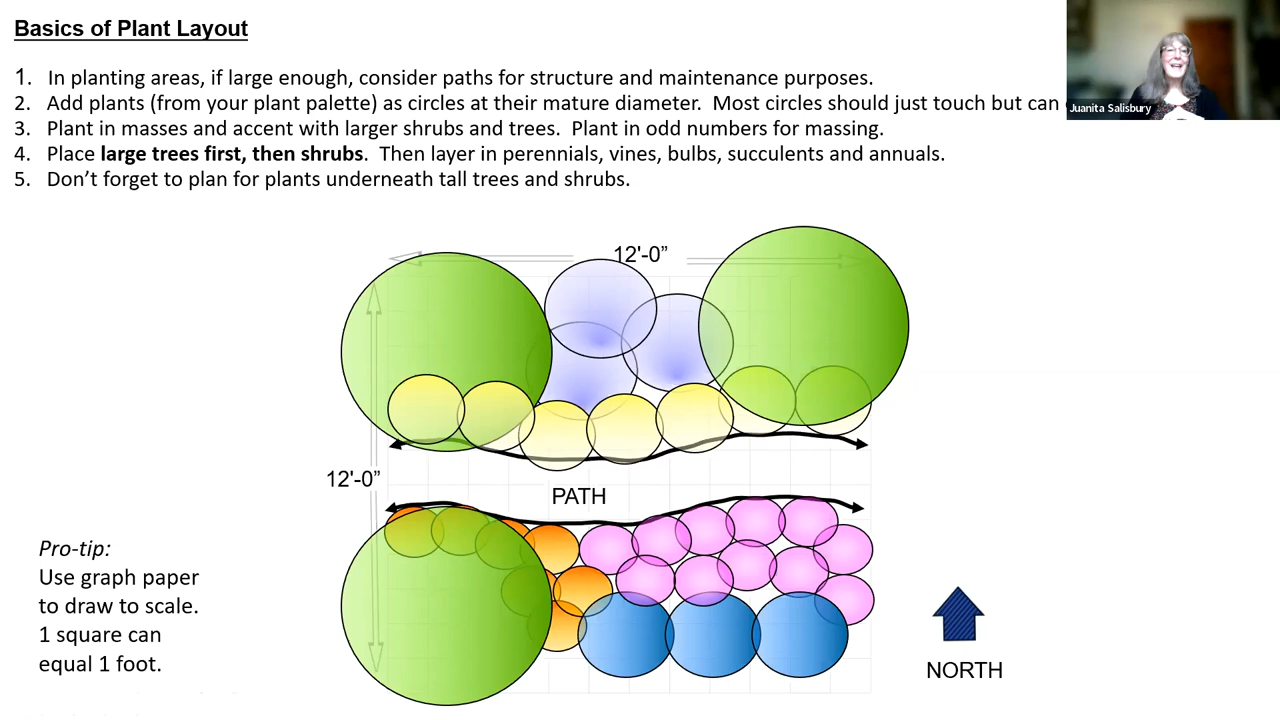 Basics of Plant Layout
1. In planting areas, if large enough, consider paths for structure and maintenance purposes.
2. Add plants (from your plant palette) as circles at their mature diameter. Most circles should just touch but can
Juanita Salisbury
3. Plant in masses and accent with larger shrubs and trees. Plant in odd numbers for massing.
4. Place large trees first, then shrubs. Then layer in perennials, vines, bulbs, succulents and annuals.
5. Don’t forget to plan for plants underneath tall trees and shrubs.
12'-0”
12'-0”
PATH
Pro-tip:
Use graph paper
to draw to scale.
1 square can
equal 1 foot.
NORTH